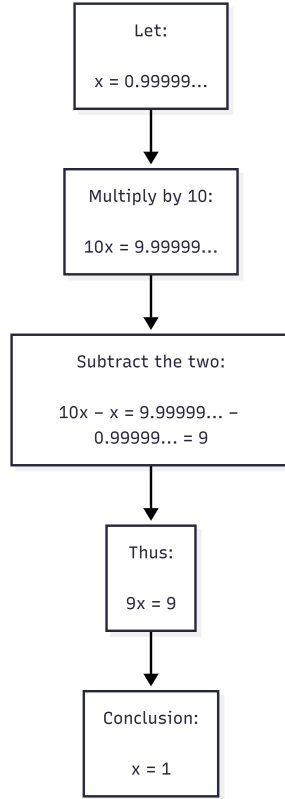 Let:
x = 0.99999...
Multiply by 10:
10x = 9.99999...
Subtract the two:
10x – x = 9.99999... –
0.99999... = 9
Thus:
9x = 9
Conclusion:
x = 1